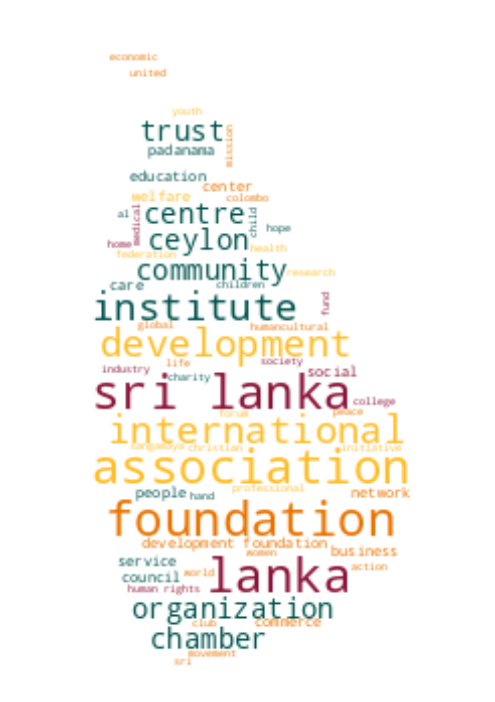 economic
united
youth
trust
mission
padanama
education
center
welfare
colombo
al
medical
centre
child
hope
home
ceylon
health
federation
community
research
care
children
institute
fund
global
humancultural
development
society
industry
life
charity
social
sri lanka
college
forum
peace
international
sangamaya
christian
initiative
association
people
hand
professional
network
foundation
development foundation
women
business
service
council
world
lanka
action
human rights
organization
club
commerce
chamber
movement
sri